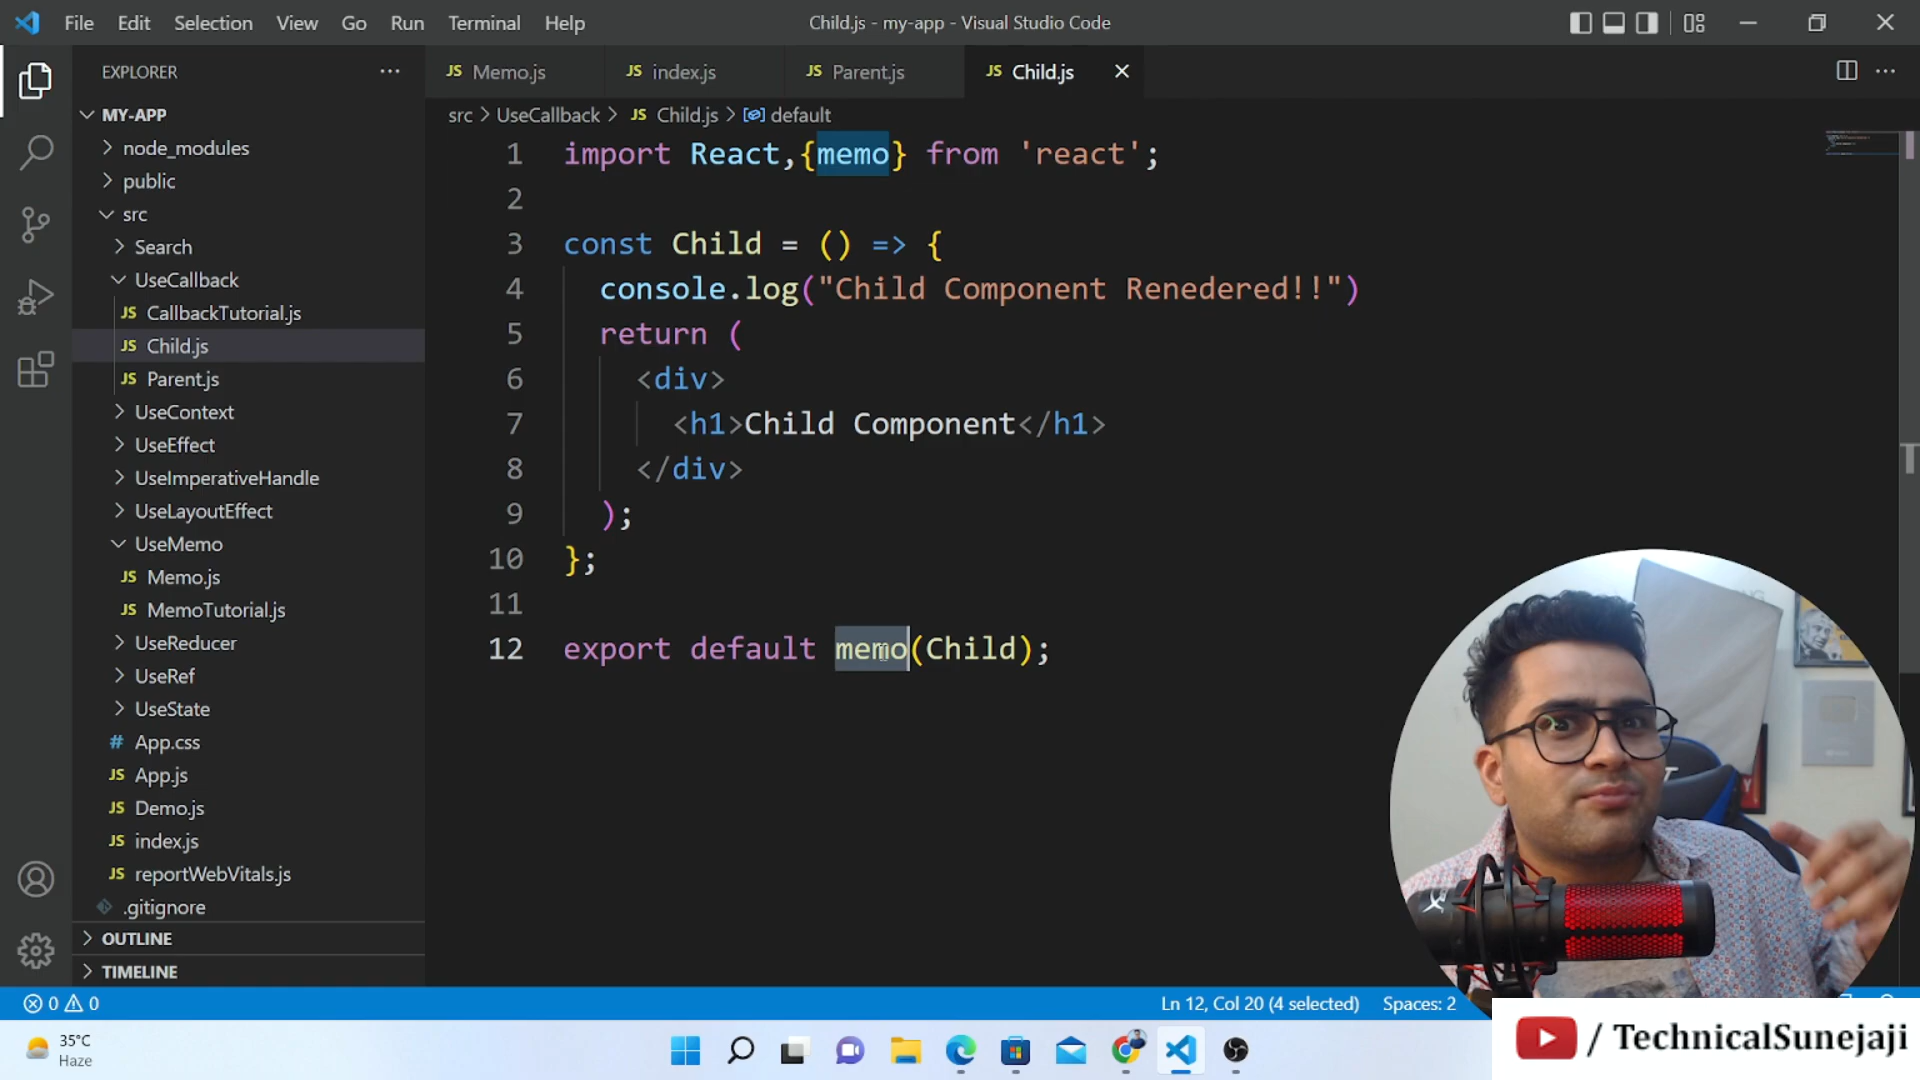 File Edit Selection View Go Run Terminal Help
Child.js - my-app - Visual Studio Code
EXPLORER
MY-APP
node_modules
public
src
Search
UseCallback
JS CallbackTutorial.js
JS Child.js
JS Parent.js
UseContext
UseEffect
UseImperativeHandle
UseLayoutEffect
UseMemo
JS Memo.js
JS MemoTutorial.js
UseReducer
UseRef
UseState
# App.css
JS App.js
JS Demo.js
JS index.js
JS reportWebVitals.js
.gitignore
OUTLINE
TIMELINE
JS Memo.js JS index.js JS Parent.js JS Child.js
src > UseCallback > JS Child.js > default
1 import React,{memo} from 'react';
2
3 const Child = () => {
4 console.log("Child Component Renedered!!")
5 return (
6 <div>
7 <h1>Child Component</h1>
8 </div>
9 );
10 };
11
12 export default memo(Child);
0 0
Ln 12, Col 20 (4 selected) Spaces: 2
35°C
Haze
/ TechnicalSunejaji